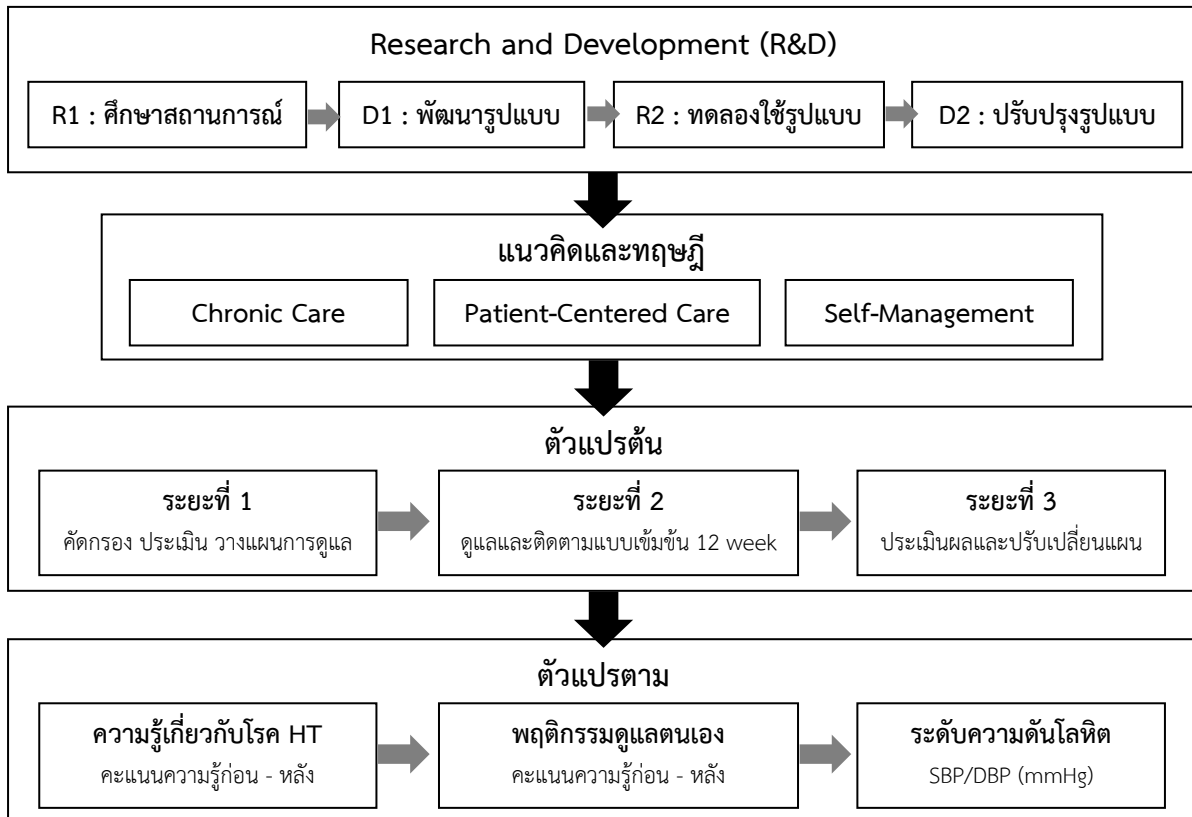 Research and Development (R&D)
R1 : ศึกษาสถานการณ์
D1 : พัฒนารูปแบบ
R2 : ทดลองใช้รูปแบบ
D2 : ปรับปรุงรูปแบบ
แนวคิดและทฤษฎี
Chronic Care
Patient-Centered Care
Self-Management
ตัวแปรต้น
ระยะที่ 1
คัดกรอง ประเมิน วางแผนการดูแล
ระยะที่ 2
ดูแลและติดตามแบบเข้มข้น 12 week
ระยะที่ 3
ประเมินผลและปรับเปลี่ยนแผน
ตัวแปรตาม
ความรู้เกี่ยวกับโรค HT
คะแนนความรู้ก่อน - หลัง
พฤติกรรมดูแลตนเอง
คะแนนความรู้ก่อน - หลัง
ระดับความดันโลหิต
SBP/DBP (mmHg)